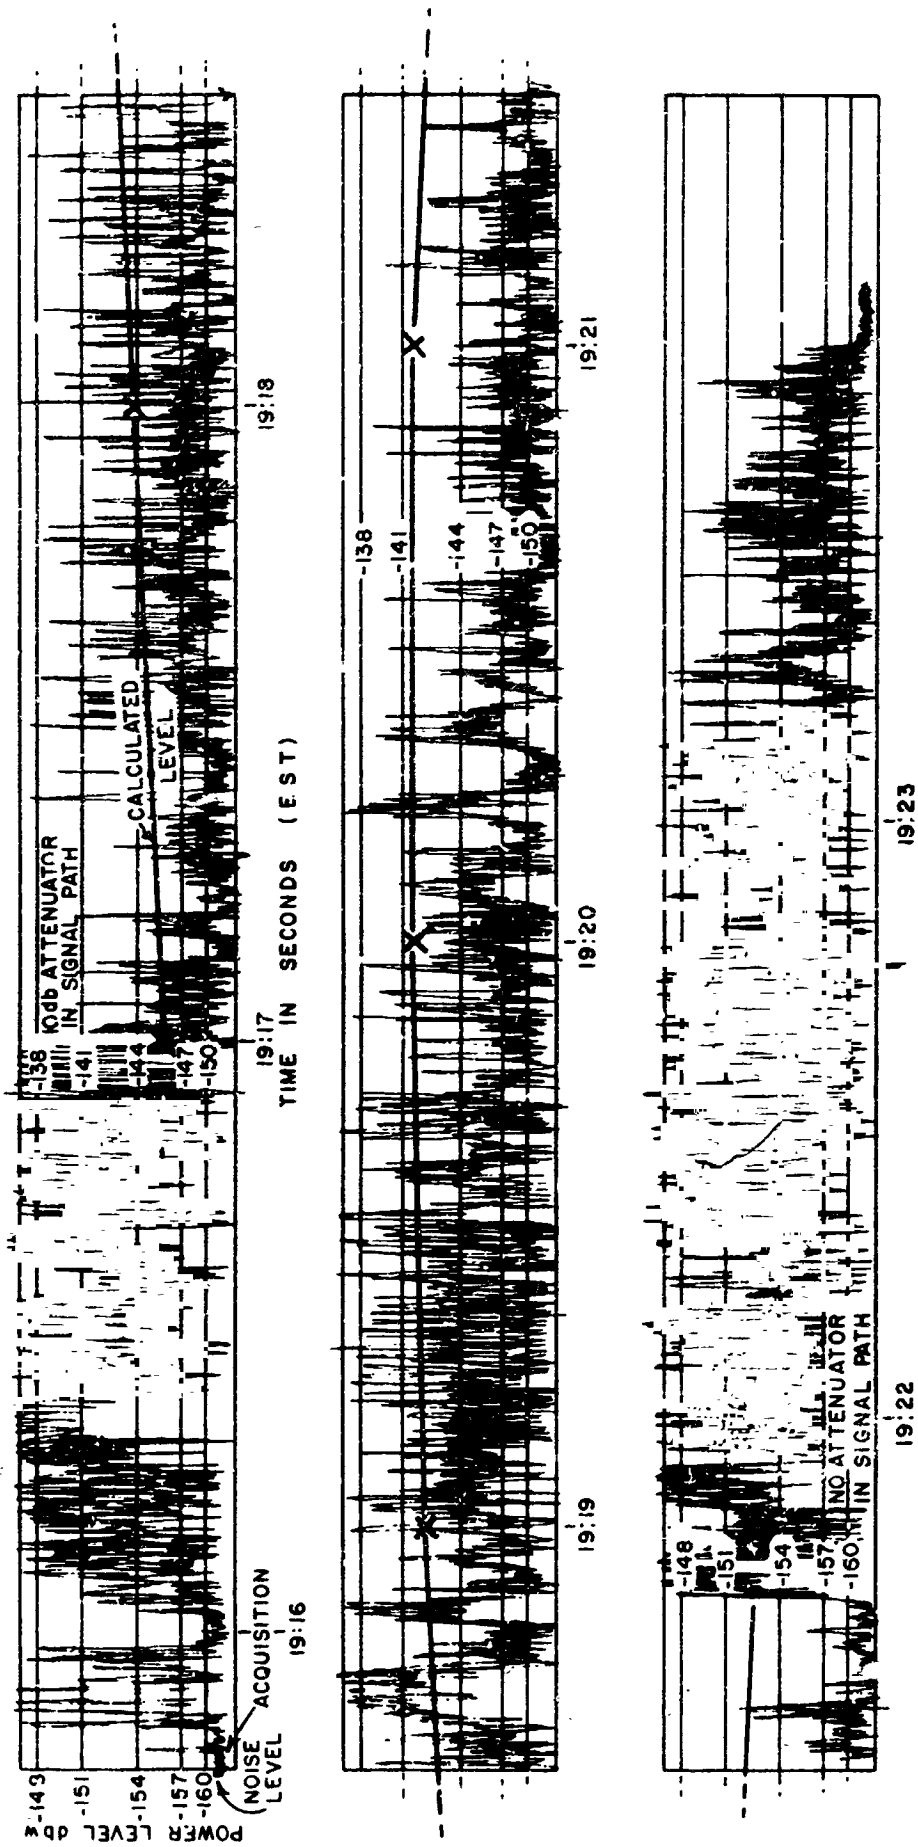 POWER LEVEL dbw
-149
-151
-154
-157
-160
NOISE
LEVEL
ACQUISITION
19:16
-138
-141
-144
-147
-150
10db ATTENUATOR
IN SIGNAL PATH
CALCULATED
LEVEL
19:17
19:18
TIME IN SECONDS (EST)
-138
-141
-144
-147
-150
19:19
19:20
19:21
-148
-151
-154
-157
-160
NO ATTENUATOR
IN SIGNAL PATH
19:22
19:23